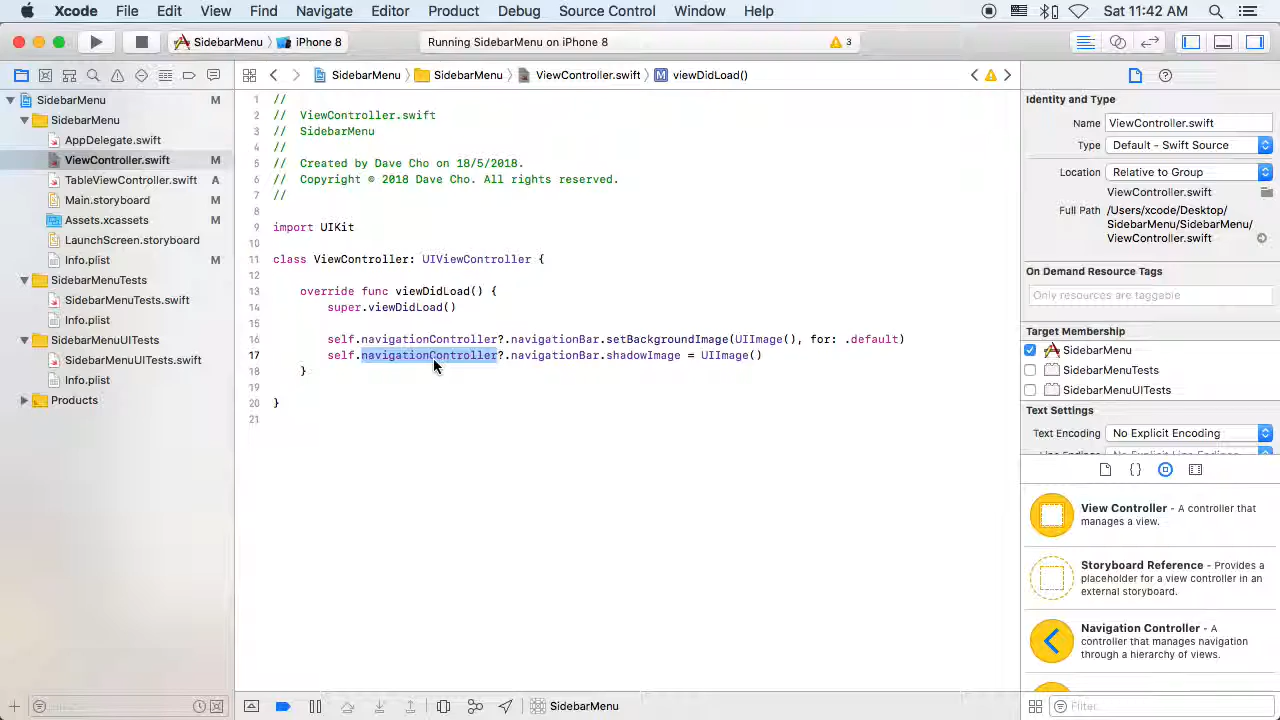 Xcode File Edit View Find Navigate Editor Product Debug Source Control Window Help Sat 11:42 AM
SidebarMenu iPhone 8 Running SidebarMenu on iPhone 8 3
SidebarMenu SidebarMenu ViewController.swift M viewDidLoad()
SidebarMenu M
SidebarMenu
AppDelegate.swift
ViewController.swift M
TableViewController.swift A
Main.storyboard M
Assets.xcassets M
LaunchScreen.storyboard
Info.plist M
SidebarMenuTests
SidebarMenuTests.swift
Info.plist
SidebarMenuUITests
SidebarMenuUITests.swift
Info.plist
Products
1 //
2 // ViewController.swift
3 // SidebarMenu
4 //
5 // Created by Dave Cho on 18/5/2018.
6 // Copyright © 2018 Dave Cho. All rights reserved.
7 //
8
9 import UIKit
10
11 class ViewController: UIViewController {
12
13 override func viewDidLoad() {
14 super.viewDidLoad()
15
16 self.navigationController?.navigationBar.setBackgroundImage(UIImage(), for: .default)
17 self.navigationController?.navigationBar.shadowImage = UIImage()
18 }
19
20 }
21
Identity and Type
Name ViewController.swift
Type Default - Swift Source
Location Relative to Group
ViewController.swift
Full Path /Users/xcode/Desktop/
SidebarMenu/SidebarMenu/
ViewController.swift
On Demand Resource Tags
Only resources are taggable
Target Membership
SidebarMenu
SidebarMenuTests
SidebarMenuUITests
Text Settings
Text Encoding No Explicit Encoding
View Controller - A controller that
manages a view.
Storyboard Reference - Provides a
placeholder for a view controller in an
external storyboard.
Navigation Controller - A
controller that manages navigation
through a hierarchy of views.
SidebarMenu
Filter